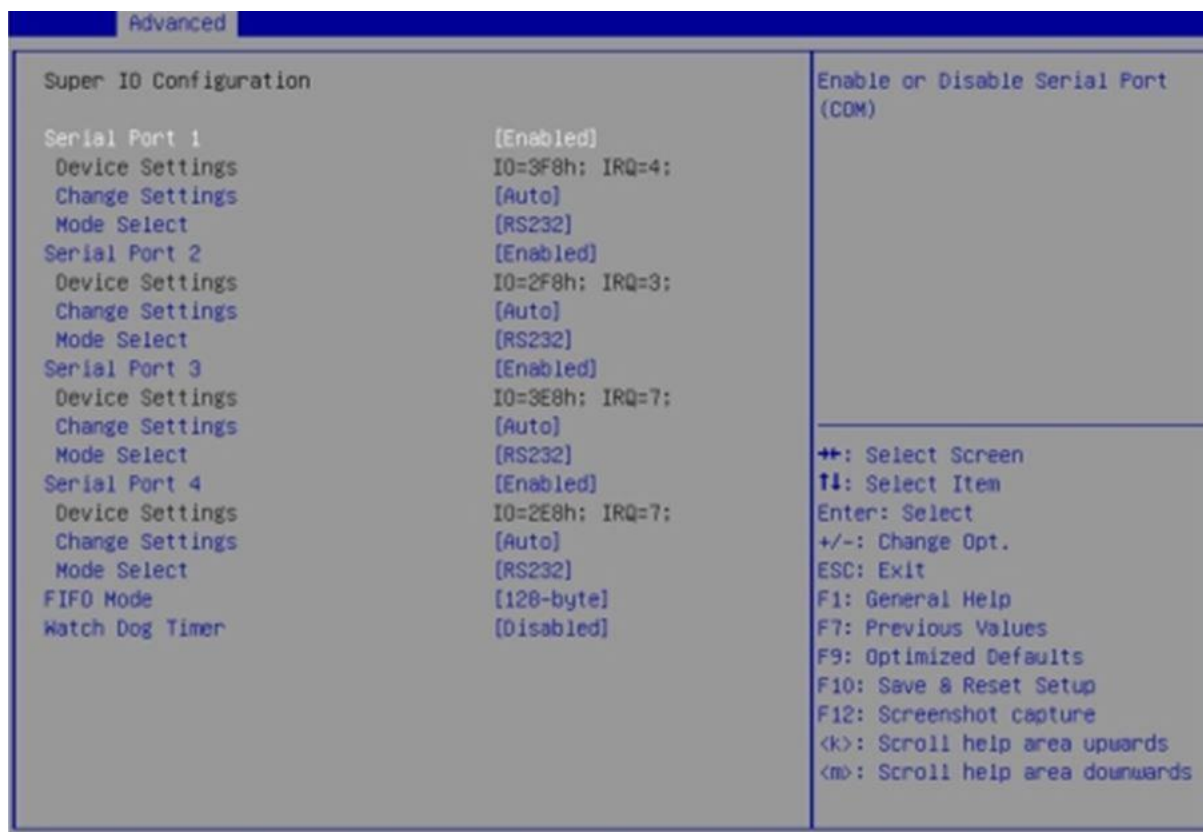 Advanced
Super IO Configuration
Serial Port 1 [Enabled]
Device Settings IO=3F8h; IRQ=4;
Change Settings [Auto]
Mode Select [RS232]
Serial Port 2 [Enabled]
Device Settings IO=2F8h; IRQ=3;
Change Settings [Auto]
Mode Select [RS232]
Serial Port 3 [Enabled]
Device Settings IO=3E8h; IRQ=7;
Change Settings [Auto]
Mode Select [RS232]
Serial Port 4 [Enabled]
Device Settings IO=2E8h; IRQ=7;
Change Settings [Auto]
Mode Select [RS232]
FIFO Mode [128-byte]
Watch Dog Timer [Disabled]
Enable or Disable Serial Port
(COM)
→←: Select Screen
↑↓: Select Item
Enter: Select
+/-: Change Opt.
ESC: Exit
F1: General Help
F7: Previous Values
F9: Optimized Defaults
F10: Save & Reset Setup
F12: Screenshot capture
<k>: Scroll help area upwards
<m>: Scroll help area downwards